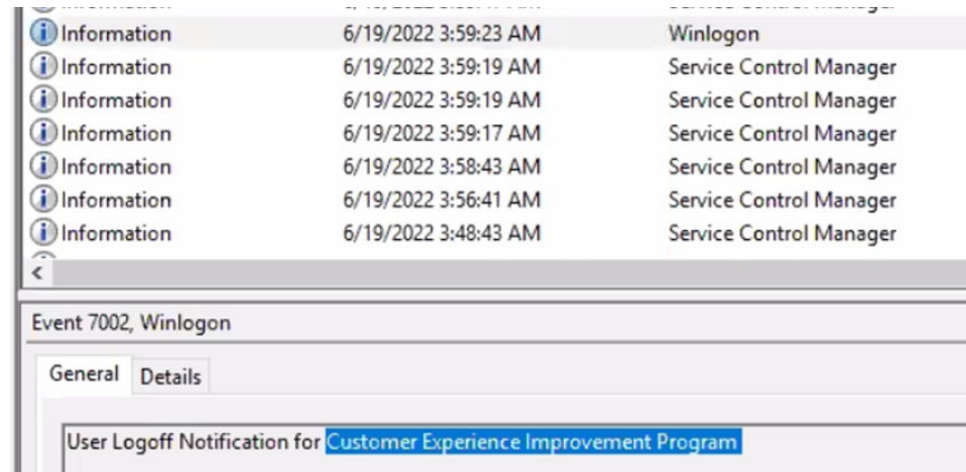 Information 6/19/2022 3:59:23 AM Winlogon
Information 6/19/2022 3:59:19 AM Service Control Manager
Information 6/19/2022 3:59:19 AM Service Control Manager
Information 6/19/2022 3:59:17 AM Service Control Manager
Information 6/19/2022 3:58:43 AM Service Control Manager
Information 6/19/2022 3:56:41 AM Service Control Manager
Information 6/19/2022 3:48:43 AM Service Control Manager
Event 7002, Winlogon
General Details
User Logoff Notification for Customer Experience Improvement Program